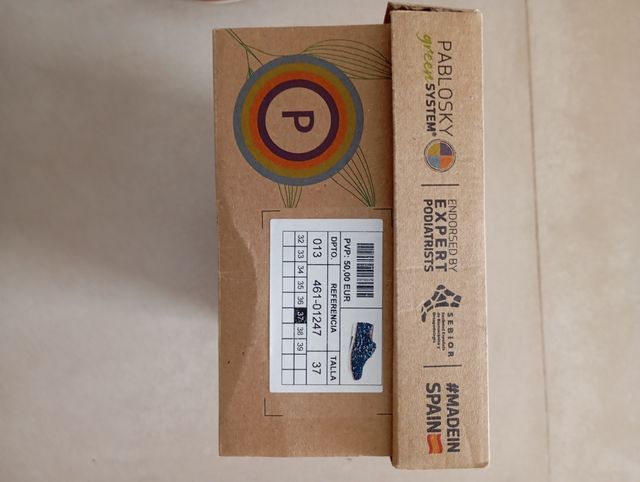 PABLOSKY
green
SYSTEM®
ENDORSED BY
EXPERT
PODIATRISTS
SEBIOR
#MADEIN
SPAIN
P
PVP: 50,00 EUR
DPTO. REFERENCIA TALLA
013 461-01247 37
32 33 34 35 36 37 38 39